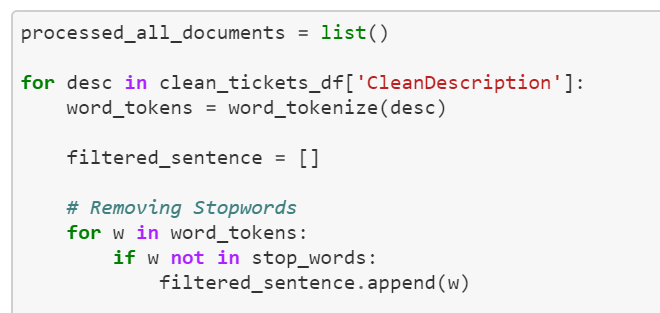 processed_all_documents = list()
for desc in clean_tickets_df['CleanDescription']:
    word_tokens = word_tokenize(desc)
    filtered_sentence = []
    # Removing Stopwords
    for w in word_tokens:
        if w not in stop_words:
            filtered_sentence.append(w)